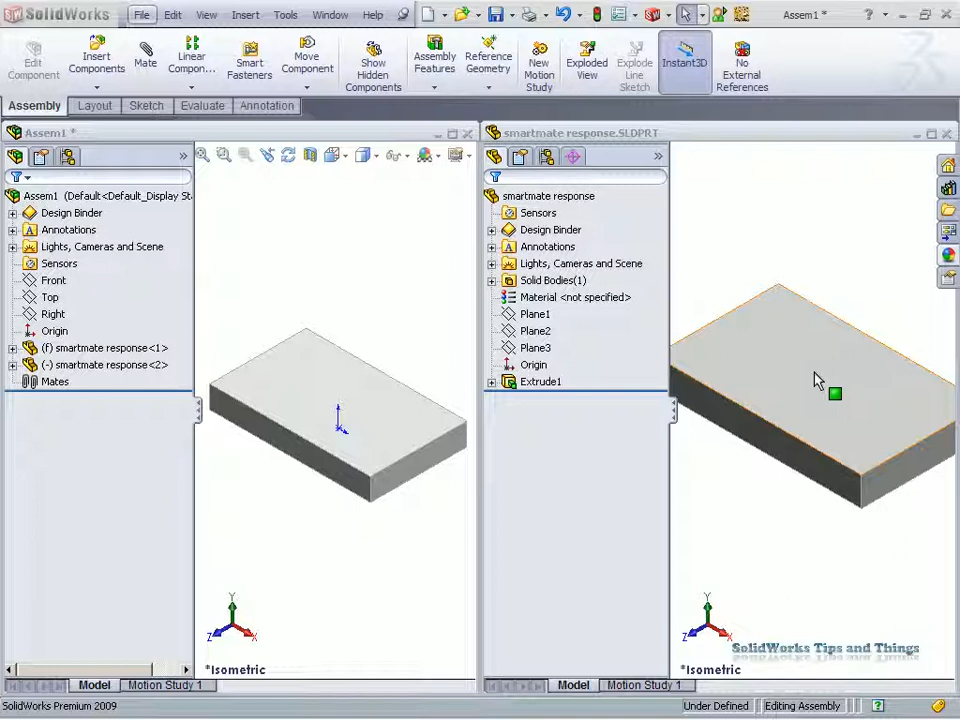 SolidWorks File Edit View Insert Tools Window Help Assem1 *
Edit Component
Insert Components
Mate
Linear Compon...
Smart Fasteners
Move Component
Show Hidden Components
Assembly Features
Reference Geometry
New Motion Study
Exploded View
Explode Line Sketch
Instant3D
No External References
Assembly Layout Sketch Evaluate Annotation
Assem1 *
Assem1 (Default<Default_Display St
Design Binder
Annotations
Lights, Cameras and Scene
Sensors
Front
Top
Right
Origin
(f) smartmate response<1>
(-) smartmate response<2>
Mates
Y
Z
X
*Isometric
Model Motion Study 1
smartmate response.SLDPRT
smartmate response
Sensors
Design Binder
Annotations
Lights, Cameras and Scene
Solid Bodies(1)
Material <not specified>
Plane1
Plane2
Plane3
Origin
Extrude1
Y
Z
X
SolidWorks Tips and Things
*Isometric
Model Motion Study 1
SolidWorks Premium 2009 Under Defined Editing Assembly